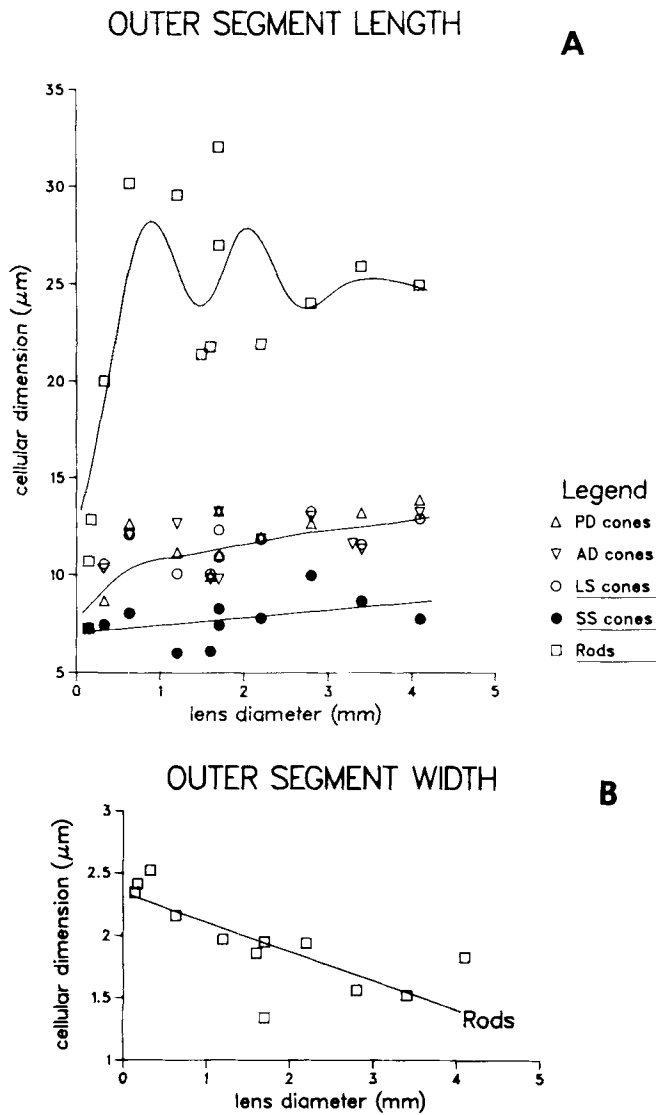 OUTER SEGMENT LENGTH
A
35
30
25
20
15
10
5
cellular dimension (μm)
0
1
2
3
4
5
lens diameter (mm)
Legend
PD cones
AD cones
LS cones
SS cones
Rods
OUTER SEGMENT WIDTH
B
3
2.5
2
1.5
1
cellular dimension (μm)
Rods
0
1
2
3
4
5
lens diameter (mm)